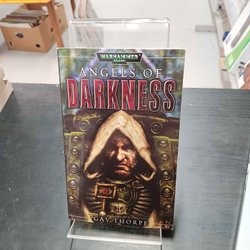 WARHAMMER
40,000
ANGELS OF
DARKNESS
GAV THORPE